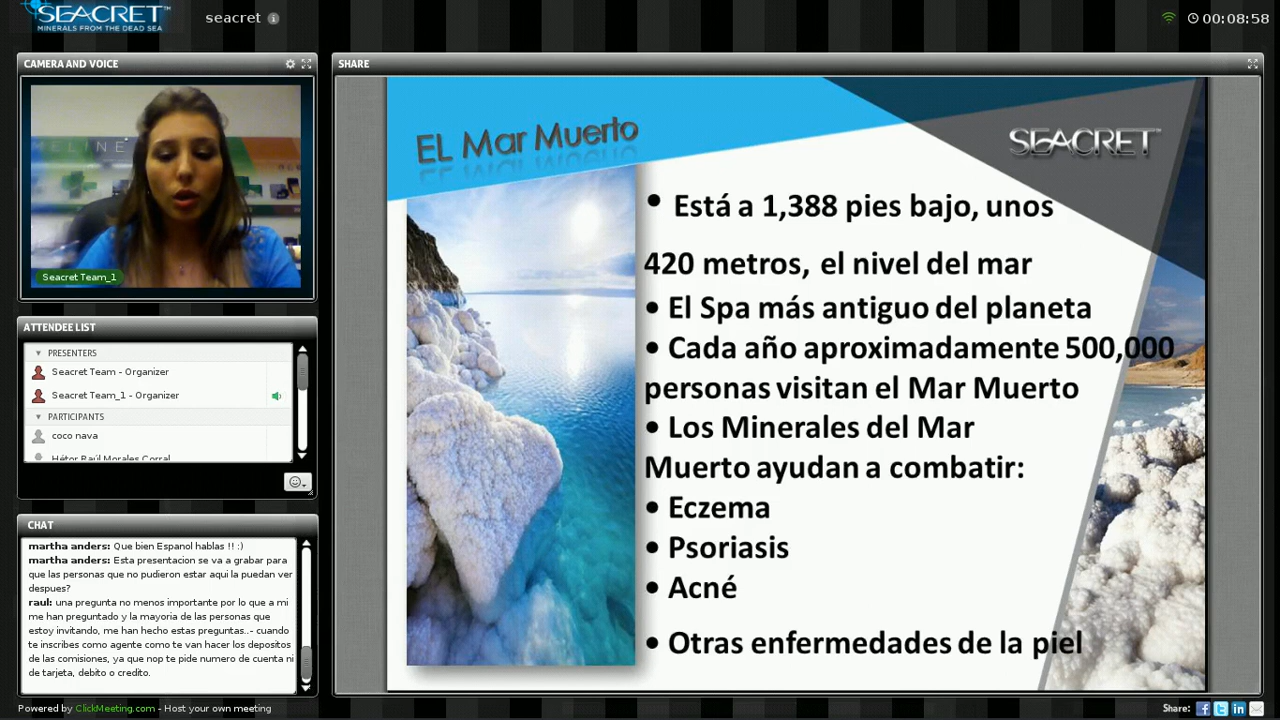 SEACRET
MINERALS FROM THE DEAD SEA
seacret
00:08:58
CAMERA AND VOICE
MELINE
Seacret Team_1
ATTENDEE LIST
PRESENTERS
Seacret Team - Organizer
Seacret Team_1 - Organizer
PARTICIPANTS
coco nava
Hétor Raúl Morales Corral
CHAT
martha anders: Que bien Espanol hablas !! :)
martha anders: Esta presentacion se va a grabar para
que las personas que no pudieron estar aqui la puedan ver
despues?
raul: una pregunta no menos importante por lo que a mi
me han preguntado y la mayoria de las personas que
estoy invitando, me han hecho estas preguntas..- cuando
te inscribes como agente como te van hacer los depositos
de las comisiones, ya que nop te pide numero de cuenta ni
de tarjeta, debito o credito.
Powered by ClickMeeting.com - Host your own meeting
SHARE
EL Mar Muerto
SEACRET
• Está a 1,388 pies bajo, unos
420 metros, el nivel del mar
• El Spa más antiguo del planeta
• Cada año aproximadamente 500,000
personas visitan el Mar Muerto
• Los Minerales del Mar
Muerto ayudan a combatir:
• Eczema
• Psoriasis
• Acné
• Otras enfermedades de la piel
Share: